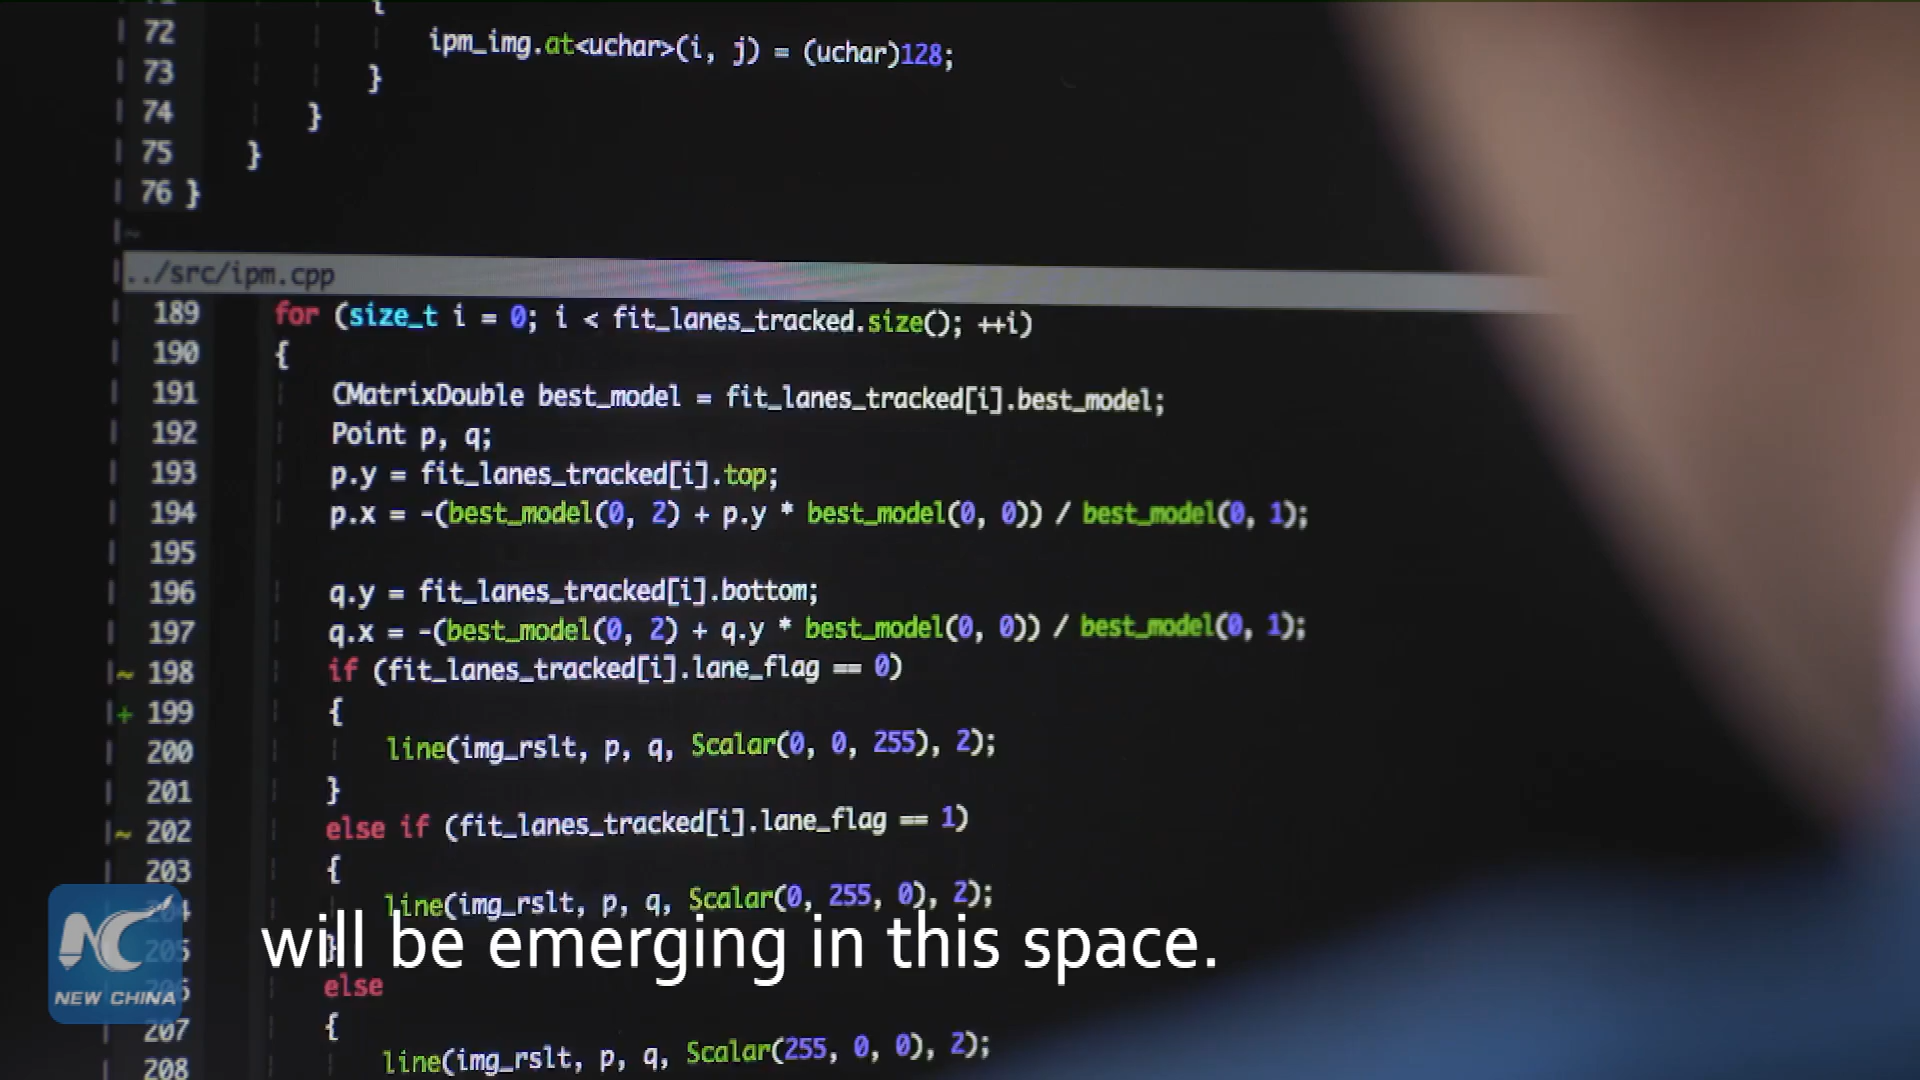 {
72 ipm_img.at<uchar>(i, j) = (uchar)128;
73 }
74 }
75 }
76 }
~
../src/ipm.cpp
189 for (size_t i = 0; i < fit_lanes_tracked.size(); ++i)
190 {
191 CMatrixDouble best_model = fit_lanes_tracked[i].best_model;
192 Point p, q;
193 p.y = fit_lanes_tracked[i].top;
194 p.x = -(best_model(0, 2) + p.y * best_model(0, 0)) / best_model(0, 1);
195
196 q.y = fit_lanes_tracked[i].bottom;
197 q.x = -(best_model(0, 2) + q.y * best_model(0, 0)) / best_model(0, 1);
~ 198 if (fit_lanes_tracked[i].lane_flag == 0)
+ 199 {
200 line(img_rslt, p, q, Scalar(0, 0, 255), 2);
201 }
~ 202 else if (fit_lanes_tracked[i].lane_flag == 1)
203 {
204 line(img_rslt, p, q, Scalar(0, 255, 0), 2);
205 }
will be emerging in this space.
else
NC
NEW CHINA
207 {
208 line(img_rslt, p, q, Scalar(255, 0, 0), 2);